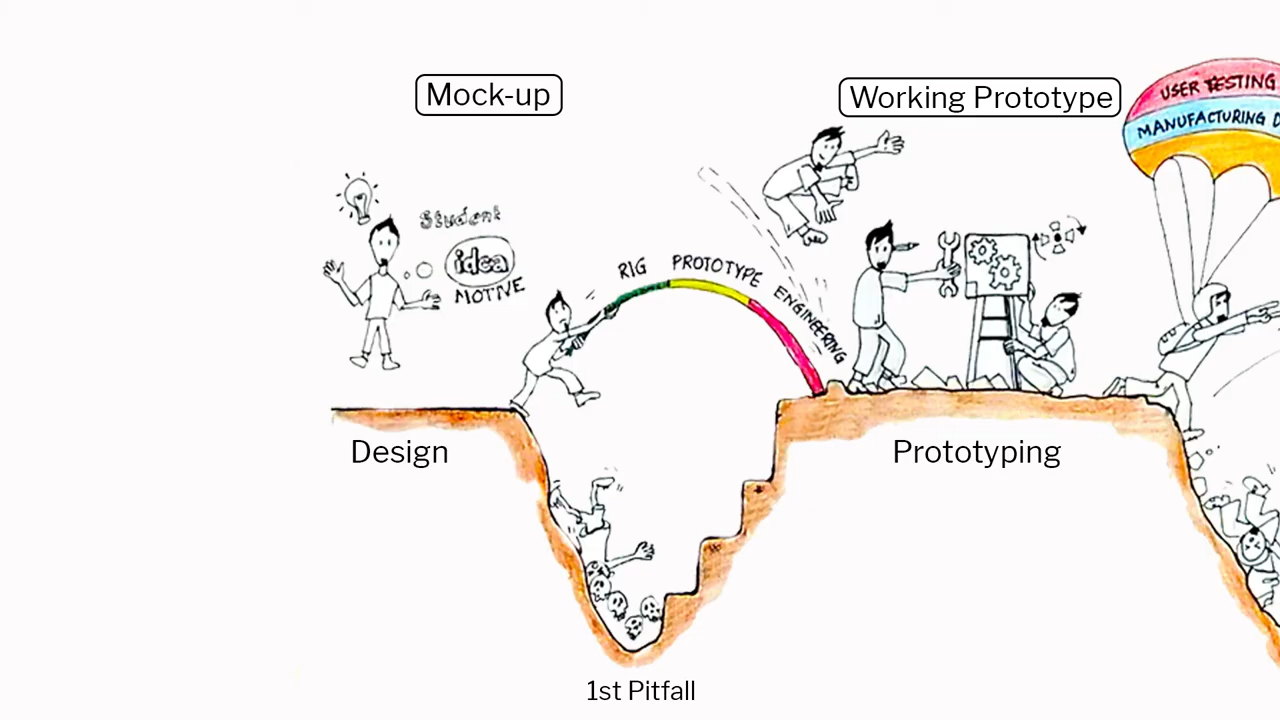 Mock-up
Working Prototype
USER TESTING
MANUFACTURING
Student
idea
MOTIVE
RIG PROTOTYPE ENGINEERING
Design
Prototyping
1st Pitfall